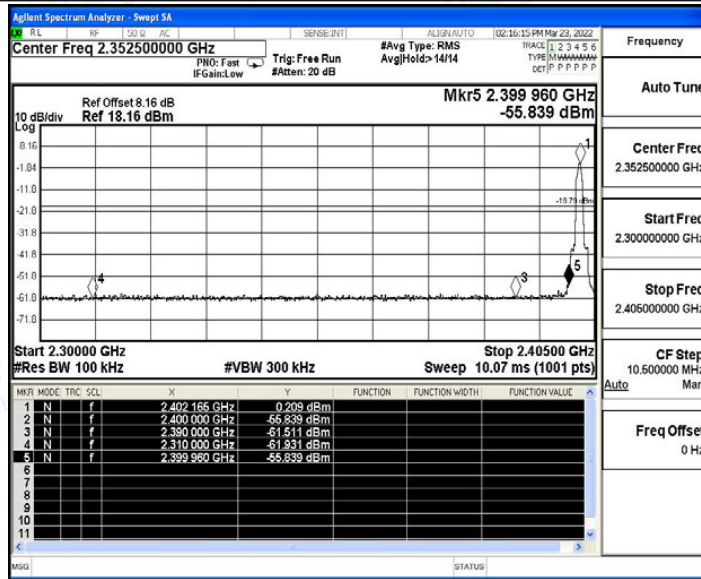 Agilent Spectrum Analyzer - Swept SA
RL RF 50 Ω AC SENSE:INT ALIGNAUTO 02:16:15 PM Mar 23, 2022
Center Freq 2.352500000 GHz
PNO: Fast
IFGain:Low
Trig: Free Run
#Atten: 20 dB
#Avg Type: RMS
Avg|Hold:> 14/14
TRACE 1 2 3 4 5 6
TYPE M WWWWW
DET P P P P P P
Ref Offset 8.16 dB
10 dB/div Ref 18.16 dBm
Log
Mkr5 2.399 960 GHz
-55.839 dBm
8.16
-1.84
-11.8
-21.8
-31.8
-41.8
-51.8
-61.8
-71.8
-19.79 dBm
1
4
3
5
Start 2.30000 GHz Stop 2.40500 GHz
#Res BW 100 kHz #VBW 300 kHz Sweep 10.07 ms (1001 pts)
MKR MODE TRC SCL X Y FUNCTION FUNCTION WIDTH FUNCTION VALUE
1 N f 2.402 165 GHz 0.209 dBm
2 N f 2.400 000 GHz -55.839 dBm
3 N f 2.390 000 GHz -61.511 dBm
4 N f 2.310 000 GHz -61.931 dBm
5 N f 2.399 960 GHz -55.839 dBm
6
7
8
9
10
11
MSG STATUS
Frequency
Auto Tune
Center Freq
2.352500000 GHz
Start Freq
2.300000000 GHz
Stop Freq
2.405000000 GHz
CF Step
10.500000 MHz
Auto Man
Freq Offset
0 Hz